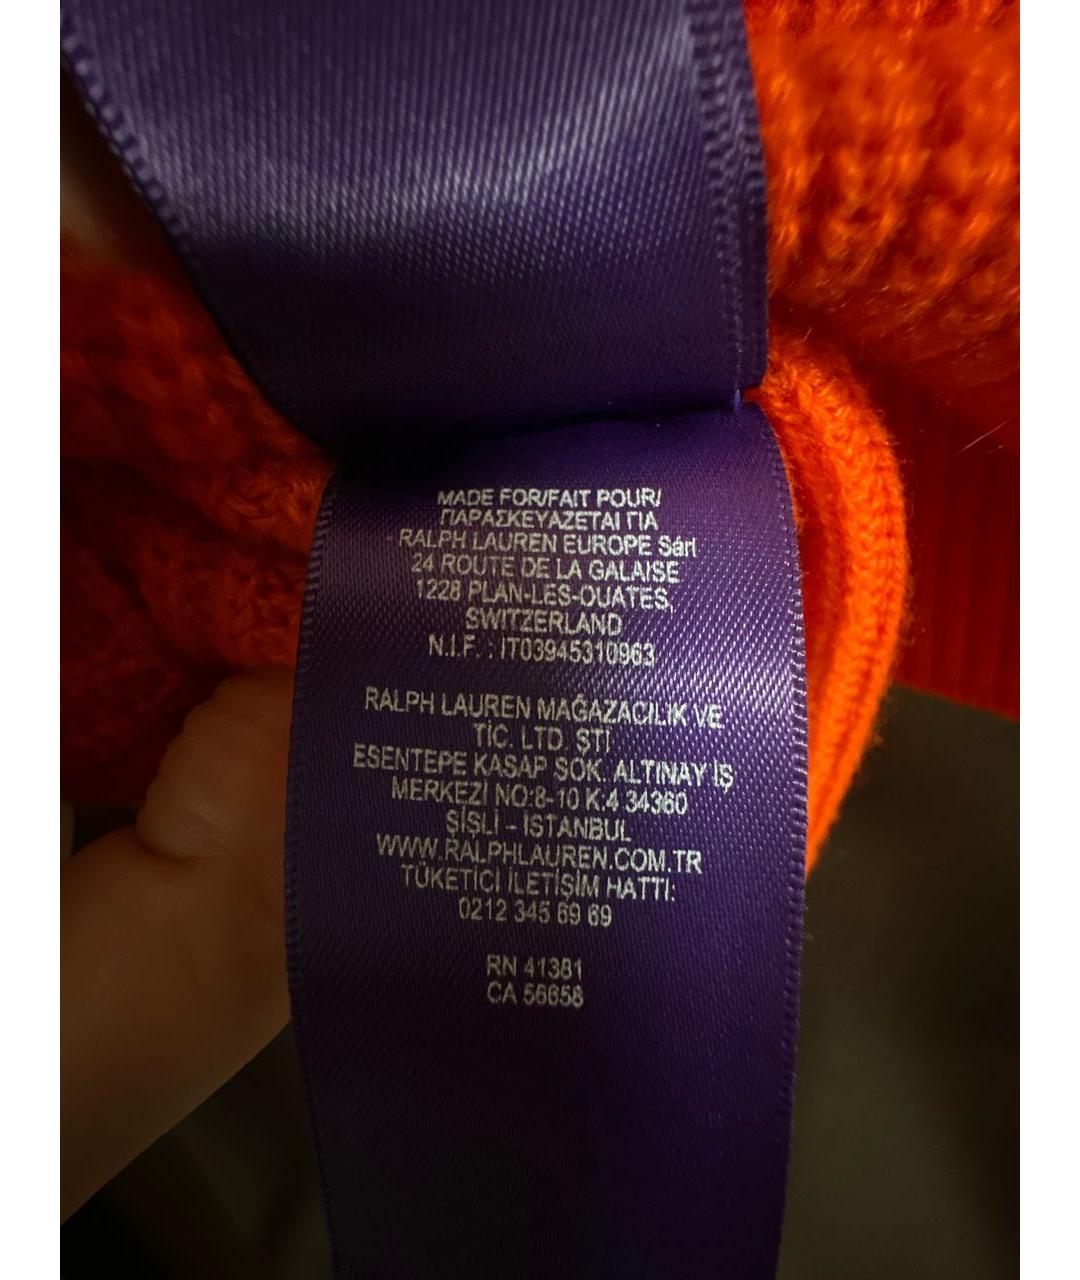 MADE FOR/FAIT POUR/
ΠΑΡΑΣΚΕΥΑΖΕΤΑΙ ΓΙΑ
RALPH LAUREN EUROPE Sárl
24 ROUTE DE LA GALAISE
1228 PLAN-LES-OUATES,
SWITZERLAND
N.I.F. : IT03945310963
RALPH LAUREN MAĞAZACILIK VE
TİC. LTD. ŞTİ
ESENTEPE KASAP SOK. ALTINAY İŞ
MERKEZİ NO:8-10 K:4 34360
ŞİŞLİ - İSTANBUL
WWW.RALPHLAUREN.COM.TR
TÜKETİCİ İLETİŞİM HATTI:
0212 345 69 69
RN 41381
CA 56658